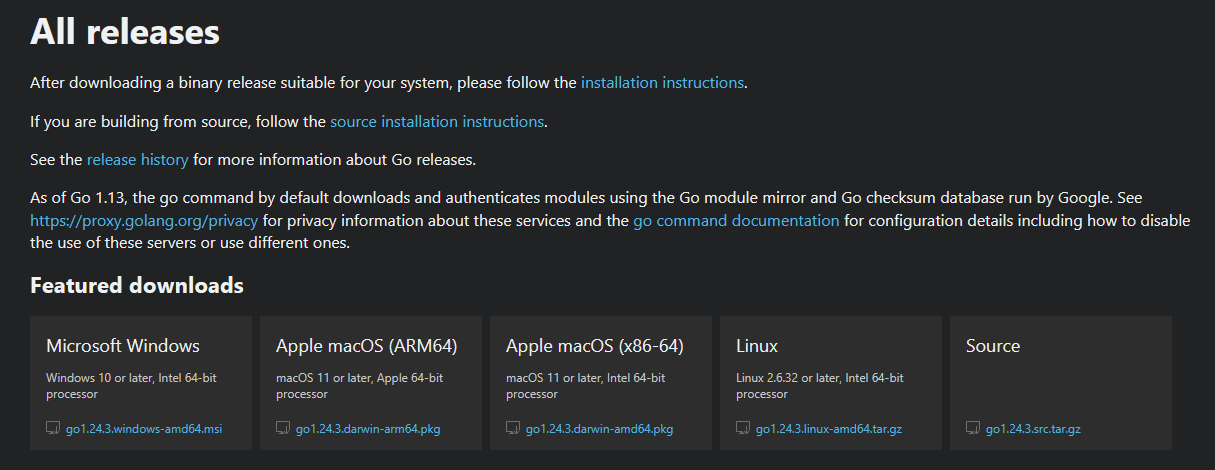 All releases
After downloading a binary release suitable for your system, please follow the installation instructions.
If you are building from source, follow the source installation instructions.
See the release history for more information about Go releases.
As of Go 1.13, the go command by default downloads and authenticates modules using the Go module mirror and Go checksum database run by Google. See
https://proxy.golang.org/privacy for privacy information about these services and the go command documentation for configuration details including how to disable
the use of these servers or use different ones.
Featured downloads
Microsoft Windows
Windows 10 or later, Intel 64-bit
processor
go1.24.3.windows-amd64.msi
Apple macOS (ARM64)
macOS 11 or later, Apple 64-bit
processor
go1.24.3.darwin-arm64.pkg
Apple macOS (x86-64)
macOS 11 or later, Intel 64-bit
processor
go1.24.3.darwin-amd64.pkg
Linux
Linux 2.6.32 or later, Intel 64-bit
processor
go1.24.3.linux-amd64.tar.gz
Source
go1.24.3.src.tar.gz